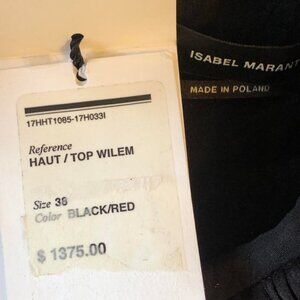 17HHT1085-17H033I
Reference
HAUT / TOP WILEM
Size 38
Color BLACK/RED
$ 1375.00
ISABEL MARANT
MADE IN POLAND